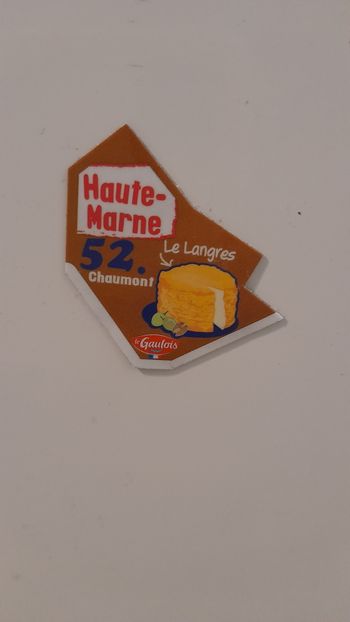 Haute-
Marne
52.
Le Langres
Chaumont
le Gaulois